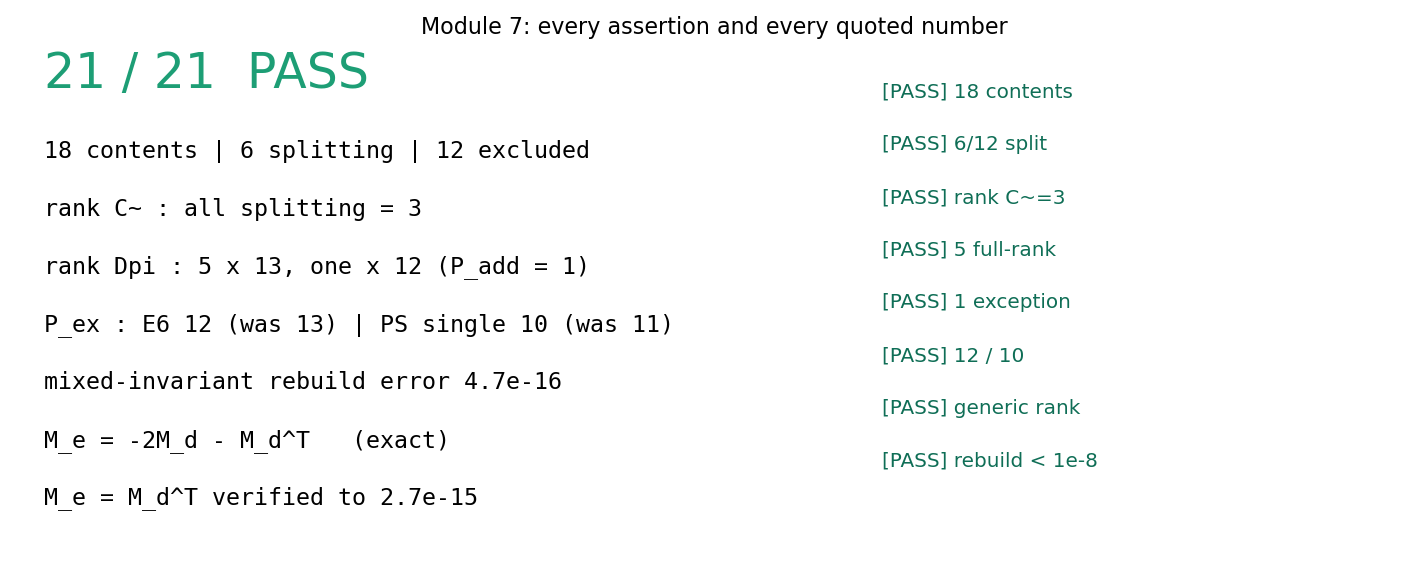 Module 7: every assertion and every quoted number
21 / 21 PASS
18 contents | 6 splitting | 12 excluded
rank C~ : all splitting = 3
rank Dpi : 5 x 13, one x 12 (P_add = 1)
P_ex : E6 12 (was 13) | PS single 10 (was 11)
mixed-invariant rebuild error 4.7e-16
M_e = -2M_d - M_d^T (exact)
M_e = M_d^T verified to 2.7e-15
[PASS] 18 contents
[PASS] 6/12 split
[PASS] rank C~=3
[PASS] 5 full-rank
[PASS] 1 exception
[PASS] 12 / 10
[PASS] generic rank
[PASS] rebuild < 1e-8